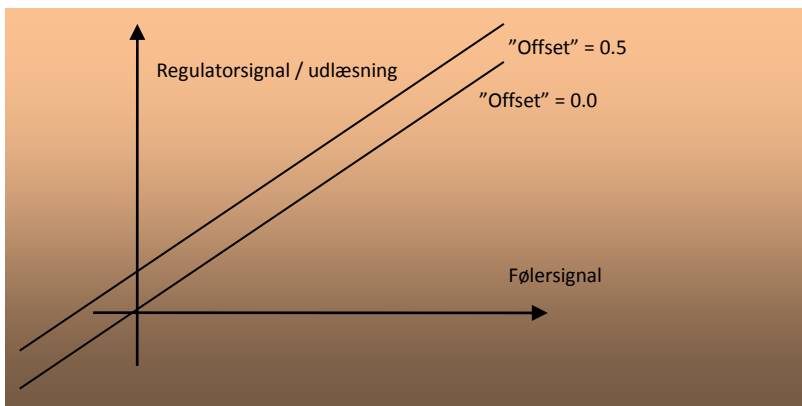 ”Offset” = 0.5
Regulatorsignal / udlæsning
”Offset” = 0.0
Følersignal